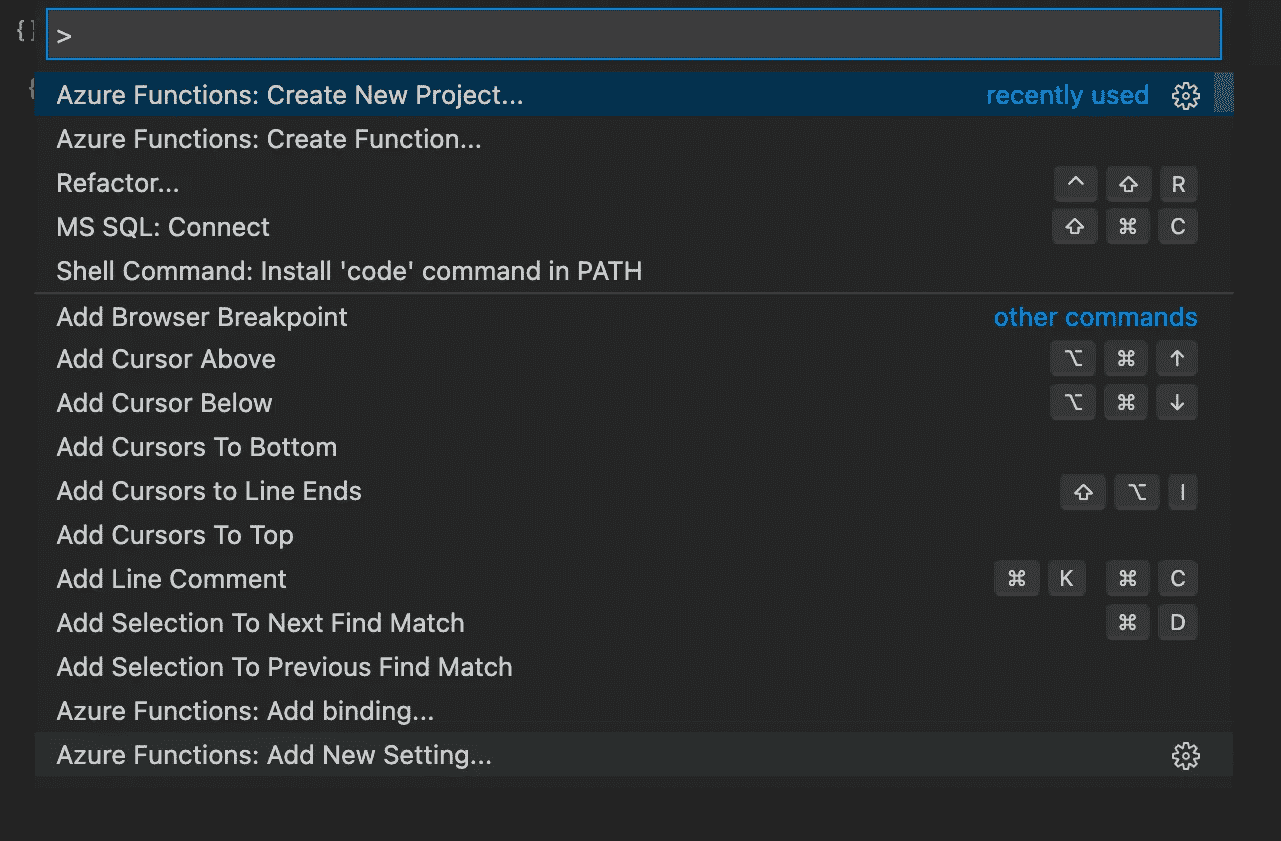 {}
>
{
Azure Functions: Create New Project... recently used
Azure Functions: Create Function...
Refactor... ^ ⇧ R
MS SQL: Connect ⇧ ⌘ C
Shell Command: Install 'code' command in PATH
Add Browser Breakpoint other commands
Add Cursor Above ⌥ ⌘ ↑
Add Cursor Below ⌥ ⌘ ↓
Add Cursors To Bottom
Add Cursors to Line Ends ⇧ ⌥ I
Add Cursors To Top
Add Line Comment ⌘ K ⌘ C
Add Selection To Next Find Match ⌘ D
Add Selection To Previous Find Match
Azure Functions: Add binding...
Azure Functions: Add New Setting...